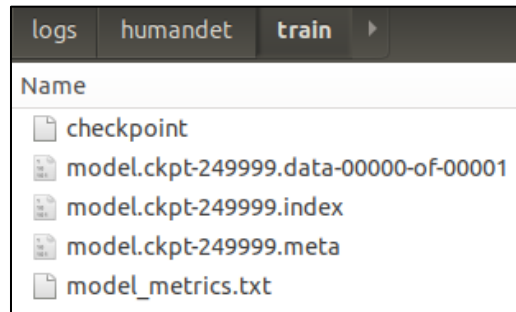 logs humandet train
Name
checkpoint
model.ckpt-249999.data-00000-of-00001
model.ckpt-249999.index
model.ckpt-249999.meta
model_metrics.txt